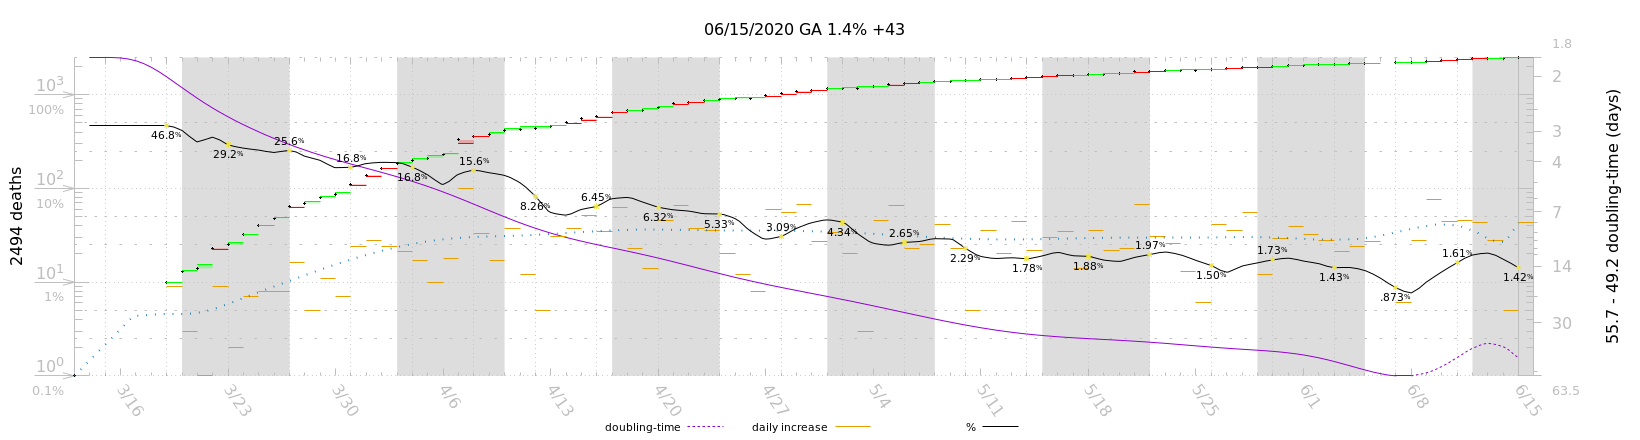 06/15/2020 GA 1.4% +43
1.8
10³ 2
100%
46.8% 25.6% 3
29.2% 16.8% 15.6% 4
16.8%
10² 6.45%
10% 8.26% 6.32% 5.33% 3.09% 4.34% 2.65% 7
2.29% 1.78% 1.88% 1.97% 1.50% 1.73% 1.43% .873% 1.61% 1.42%
10¹ 14
1%
30
10⁰
0.1% 63.5
2494 deaths
55.7 - 49.2 doubling-time (days)
3/16 3/23 3/30 4/6 4/13 4/20 4/27 5/4 5/11 5/18 5/25 6/1 6/8 6/15
doubling-time daily increase %